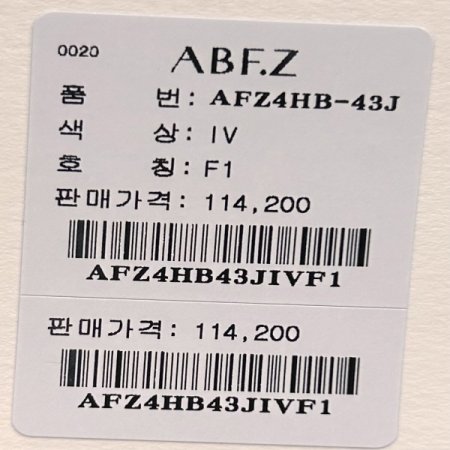 0020 ABF.Z
품 번: AFZ4HB-43J
색 상: IV
호 칭: F1
판매가격: 114,200
AFZ4HB43JIVF1
판매가격: 114,200
AFZ4HB43JIVF1